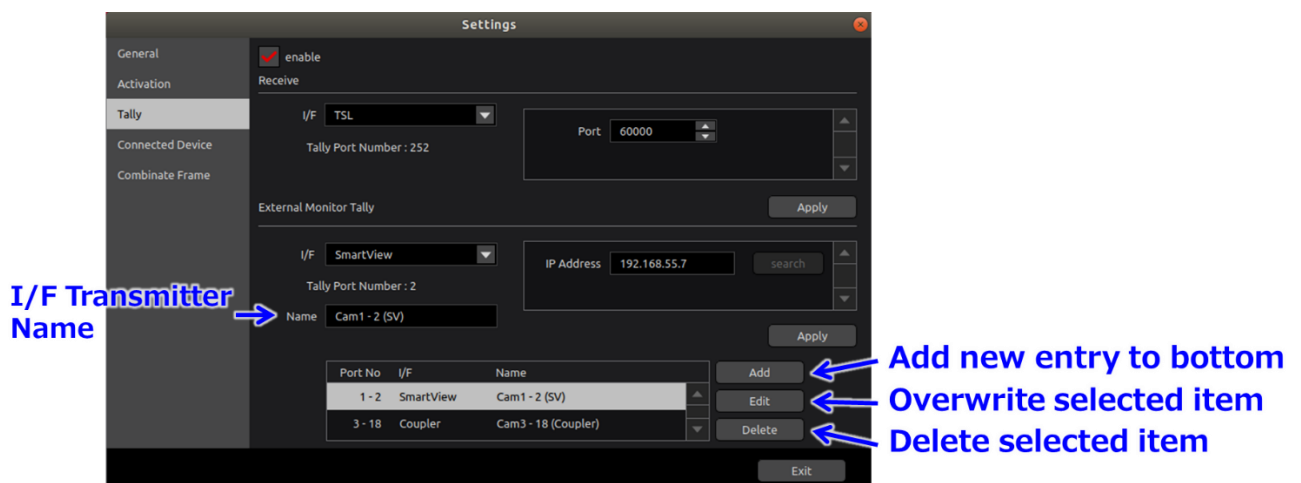 Settings
General
Activation
Tally
Connected Device
Combinate Frame
enable
Receive
I/F TSL
Tally Port Number : 252
Port 60000
Apply
External Monitor Tally
I/F SmartView
Tally Port Number : 2
Name Cam1 - 2 (SV)
IP Address 192.168.55.7 search
Apply
I/F Transmitter
Name
Port No I/F Name
1 - 2 SmartView Cam1 - 2 (SV)
3 - 18 Coupler Cam3 - 18 (Coupler)
Add
Edit
Delete
Add new entry to bottom
Overwrite selected item
Delete selected item
Exit